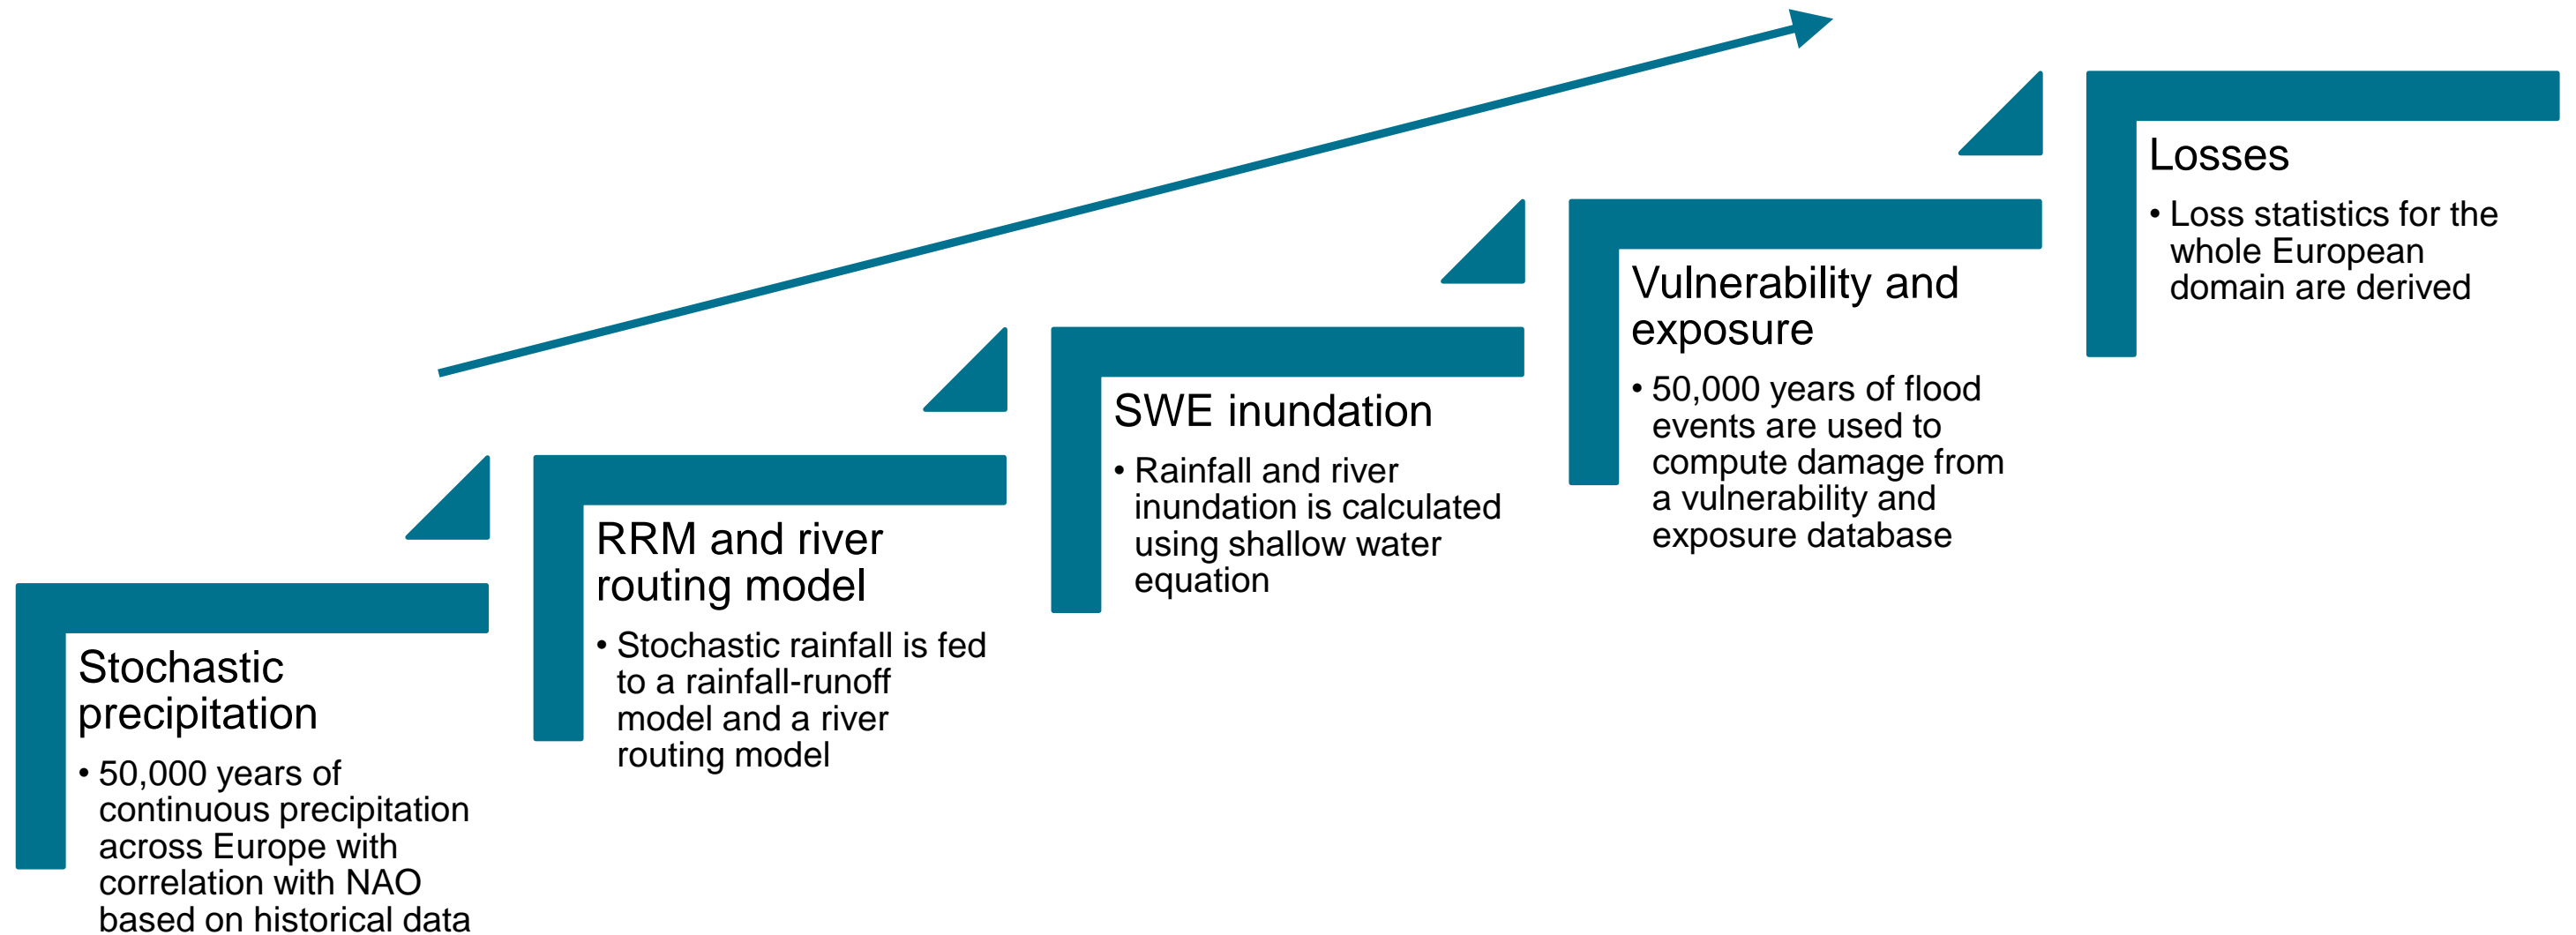 Stochastic
precipitation
• 50,000 years of
continuous precipitation
across Europe with
correlation with NAO
based on historical data
RRM and river
routing model
• Stochastic rainfall is fed
to a rainfall-runoff
model and a river
routing model
SWE inundation
• Rainfall and river
inundation is calculated
using shallow water
equation
Vulnerability and
exposure
• 50,000 years of flood
events are used to
compute damage from
a vulnerability and
exposure database
Losses
• Loss statistics for the
whole European
domain are derived